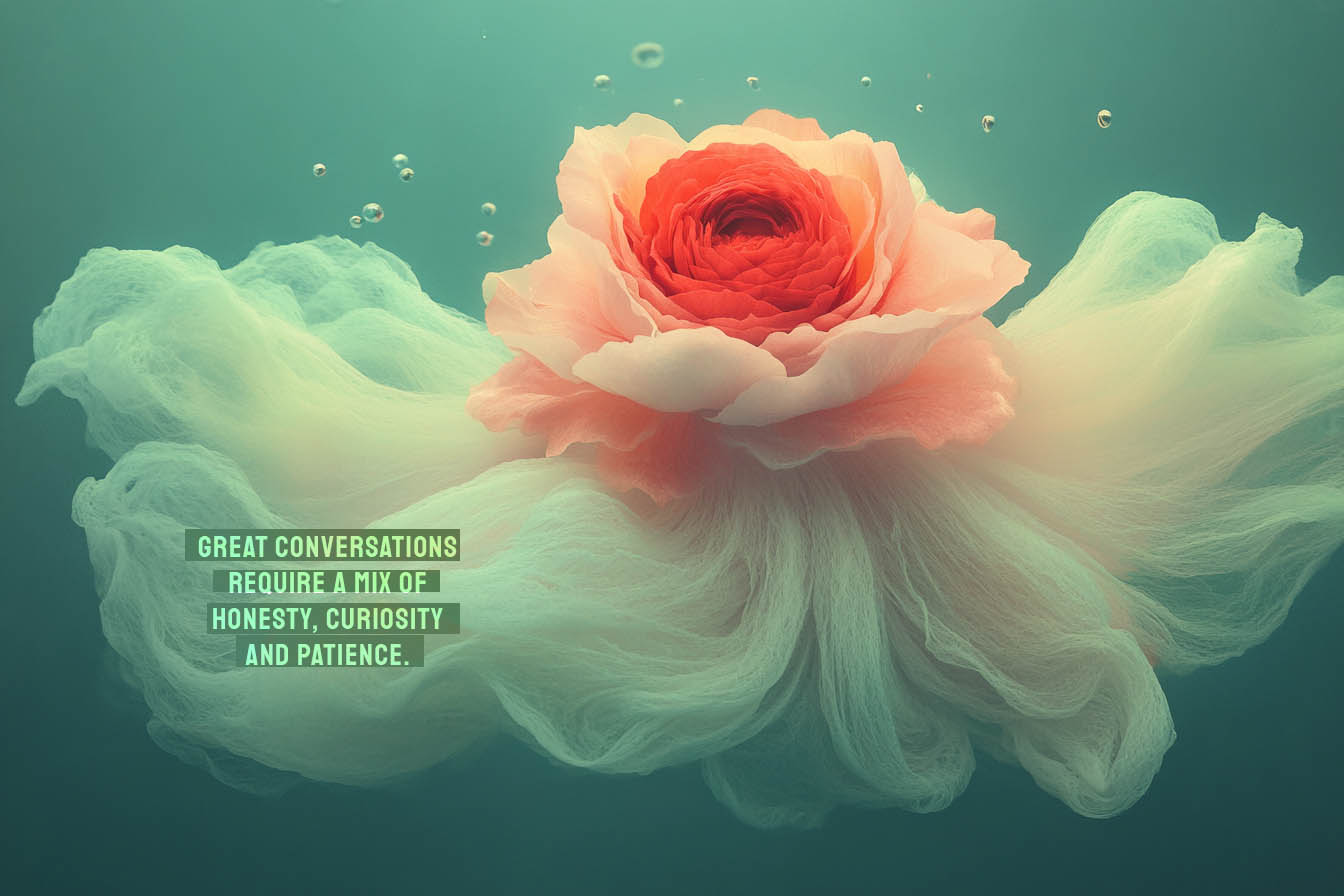 GREAT CONVERSATIONS
REQUIRE A MIX OF
HONESTY, CURIOSITY
AND PATIENCE.